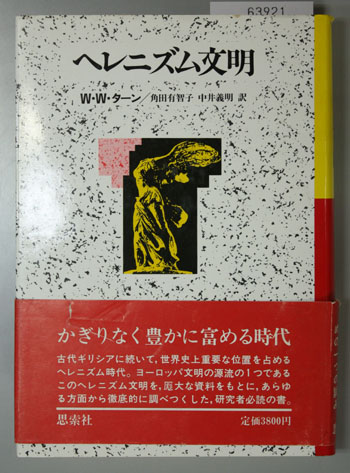 63921
ヘレニズム文明
W・W・ターン/角田有智子 中井義明 訳
かぎりなく豊かに富める時代
古代ギリシアに続いて,世界史上重要な位置を占める
ヘレニズム時代。ヨーロッパ文明の源流の1つである
このヘレニズム文明を,厖大な資料をもとに,あらゆ
る方面から徹底的に調べつくした,研究者必読の書。
思索社
定価3800円